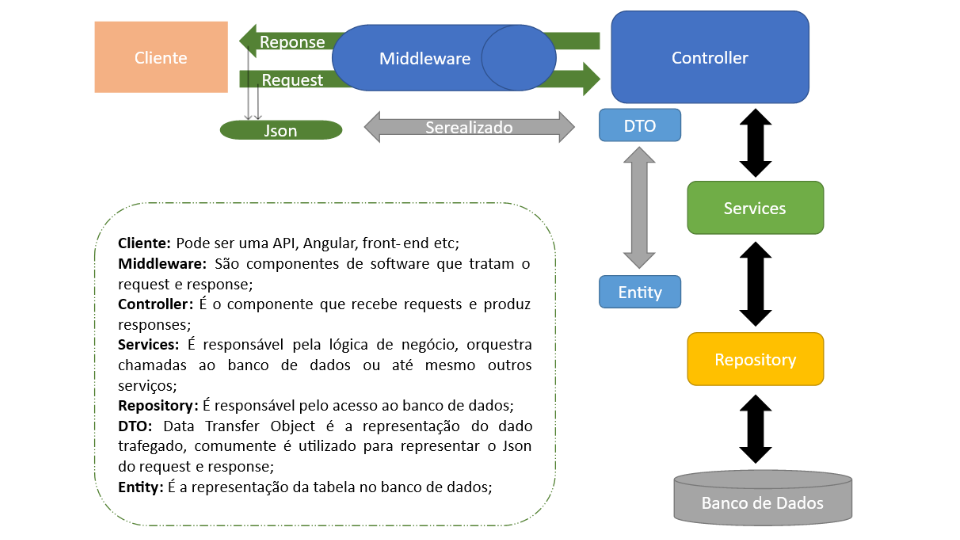 Cliente
Reponse
Request
Middleware
Controller
Json
Serealizado
DTO
Services
Entity
Repository
Banco de Dados
Cliente: Pode ser uma API, Angular, front- end etc;
Middleware: São componentes de software que tratam o
request e response;
Controller: É o componente que recebe requests e produz
responses;
Services: É responsável pela lógica de negócio, orquestra
chamadas ao banco de dados ou até mesmo outros
serviços;
Repository: É responsável pelo acesso ao banco de dados;
DTO: Data Transfer Object é a representação do dado
trafegado, comumente é utilizado para representar o Json
do request e response;
Entity: É a representação da tabela no banco de dados;